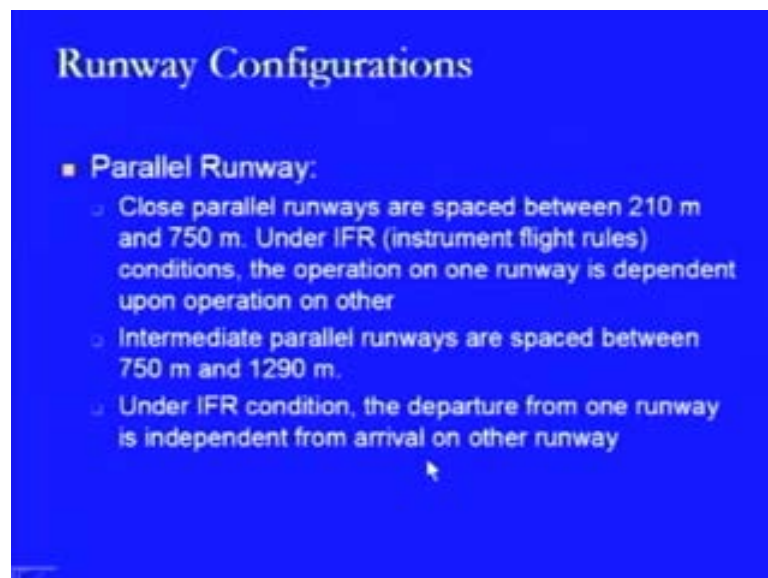 Runway Configurations
Parallel Runway:
Close parallel runways are spaced between 210 m
and 750 m. Under IFR (instrument flight rules)
conditions, the operation on one runway is dependent
upon operation on other
Intermediate parallel runways are spaced between
750 m and 1290 m.
Under IFR condition, the departure from one runway
is independent from arrival on other runway